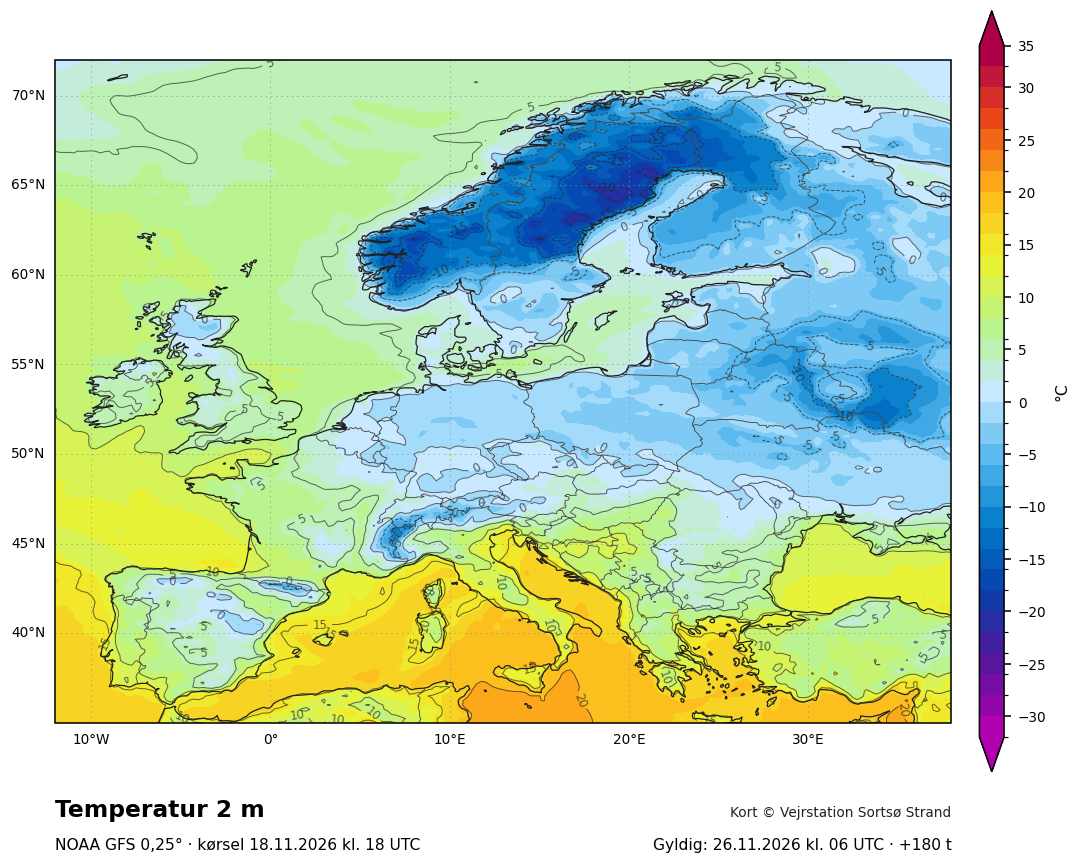 35
30
25
20
15
10
5
0
−5
−10
−15
−20
−25
−30
°C
70°N
65°N
60°N
55°N
50°N
45°N
40°N
10°W
0°
10°E
20°E
30°E
Temperatur 2 m
Kort © Vejrstation Sortsø Strand
NOAA GFS 0,25° · kørsel 18.11.2026 kl. 18 UTC
Gyldig: 26.11.2026 kl. 06 UTC · +180 t